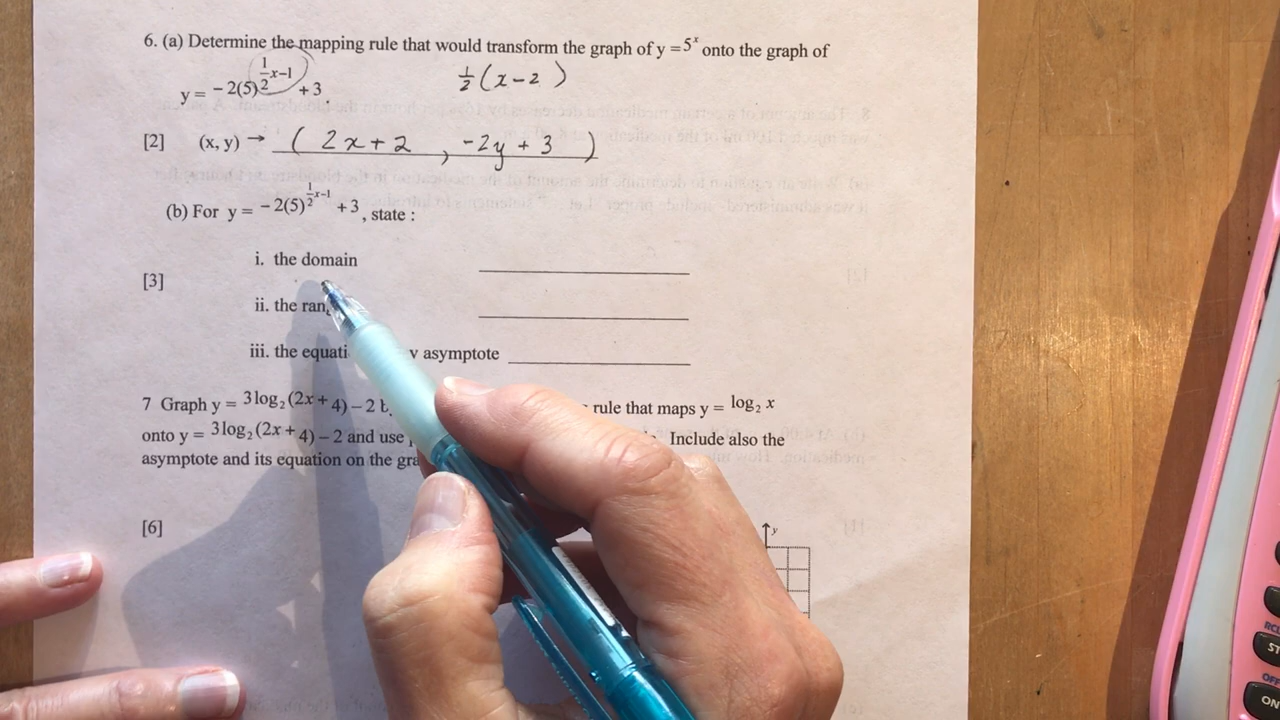 6. (a) Determine the mapping rule that would transform the graph of y = 5^x onto the graph of
y = -2(5)^(1/2 x-1) + 3
1/2 (x-2)
[2] (x, y) → ( 2x+2 , -2y + 3 )
(b) For y = -2(5)^(1/2 x-1) + 3, state :
i. the domain
[3]
ii. the ran
iii. the equati y asymptote
7 Graph y = 3log₂(2x+4) – 2 b rule that maps y = log₂ x
onto y = 3log₂(2x+4) – 2 and use Include also the
asymptote and its equation on the gra
[6]
y
ST
ON